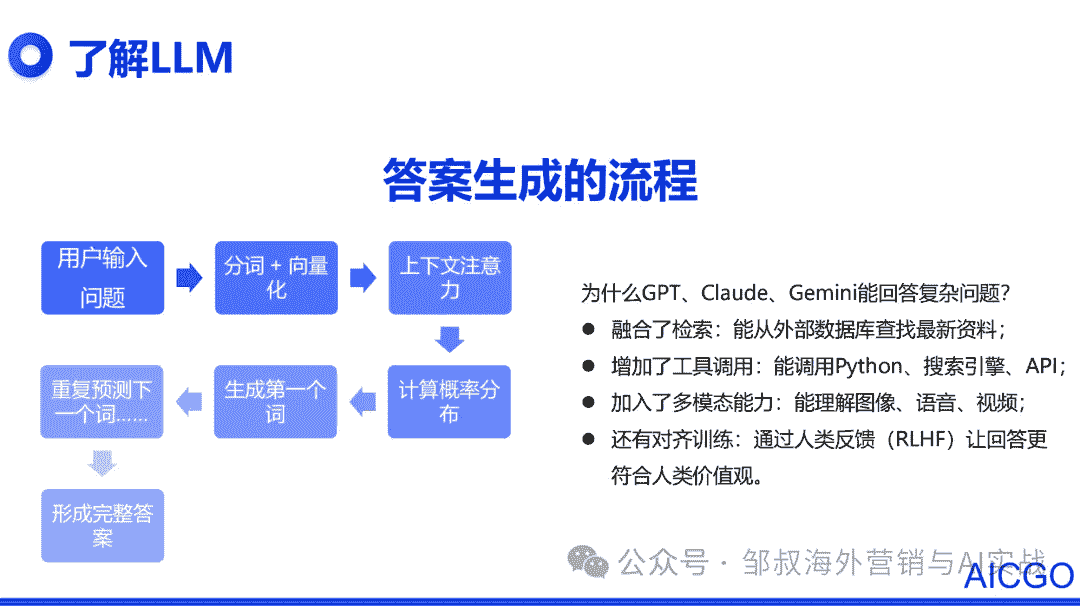 了解LLM
答案生成的流程
用户输入
问题
分词 + 向量
化
上下文注意
力
计算概率分
布
生成第一个
词
重复预测下
一个词……
形成完整答
案
为什么GPT、Claude、Gemini能回答复杂问题?
● 融合了检索：能从外部数据库查找最新资料；
● 增加了工具调用：能调用Python、搜索引擎、API；
● 加入了多模态能力：能理解图像、语音、视频；
● 还有对齐训练：通过人类反馈（RLHF）让回答更
符合人类价值观。
公众号 · 邹叔海外营销与AI实战
AICGO